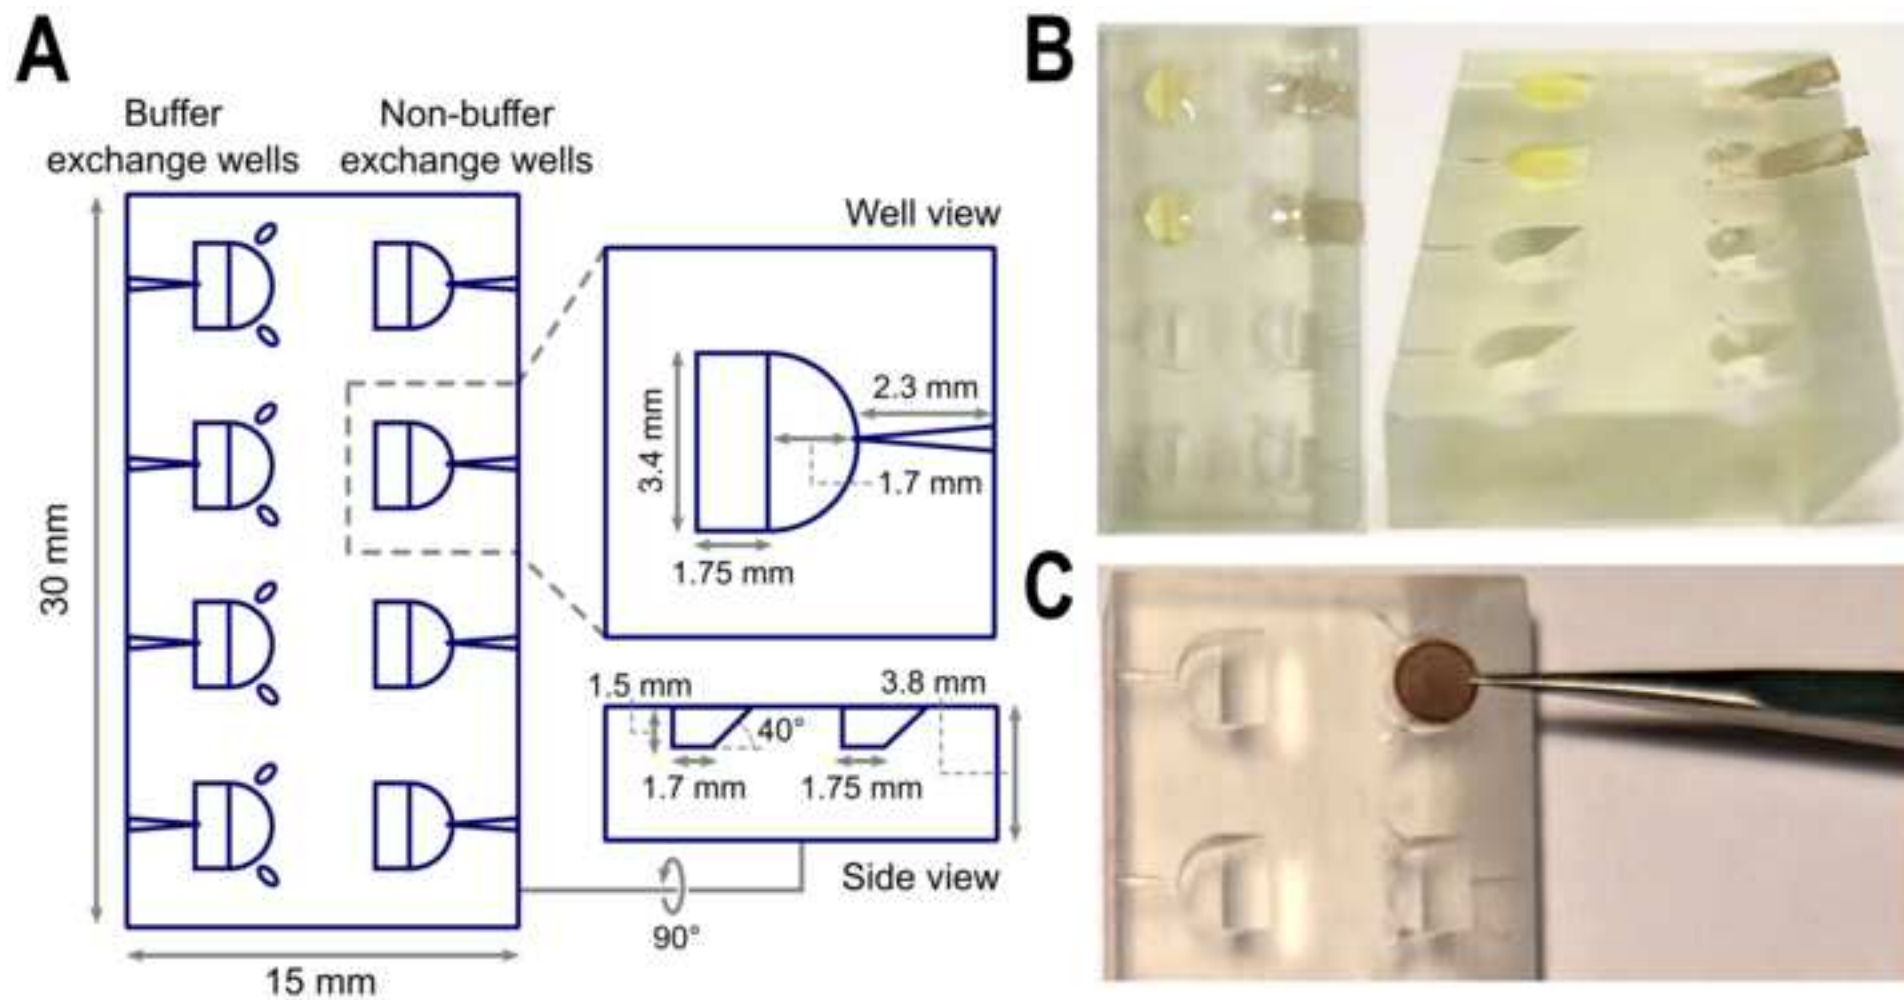 A
Buffer
exchange wells
Non-buffer
exchange wells
30 mm
15 mm
Well view
3.4 mm
2.3 mm
1.7 mm
1.75 mm
1.5 mm
3.8 mm
40°
1.7 mm
1.75 mm
Side view
90°
B
C